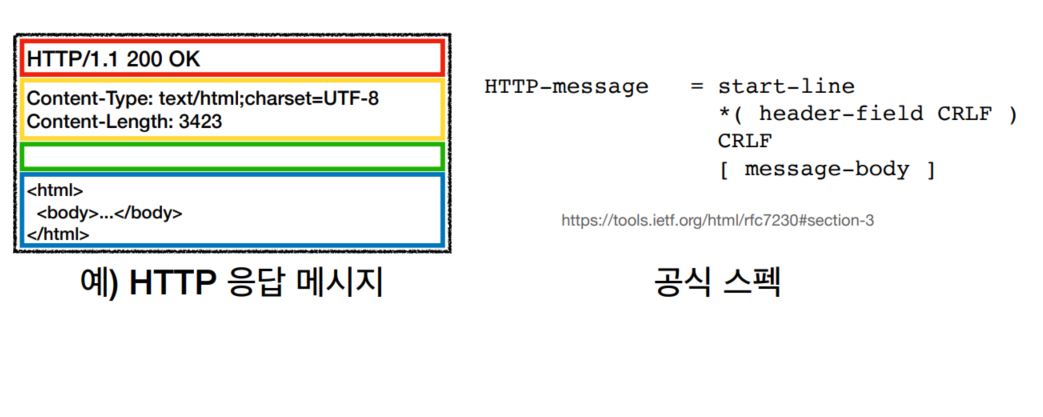 HTTP/1.1 200 OK
Content-Type: text/html;charset=UTF-8
Content-Length: 3423
<html>
<body>...</body>
</html>
예) HTTP 응답 메시지
HTTP-message = start-line
*( header-field CRLF )
CRLF
[ message-body ]
https://tools.ietf.org/html/rfc7230#section-3
공식 스펙